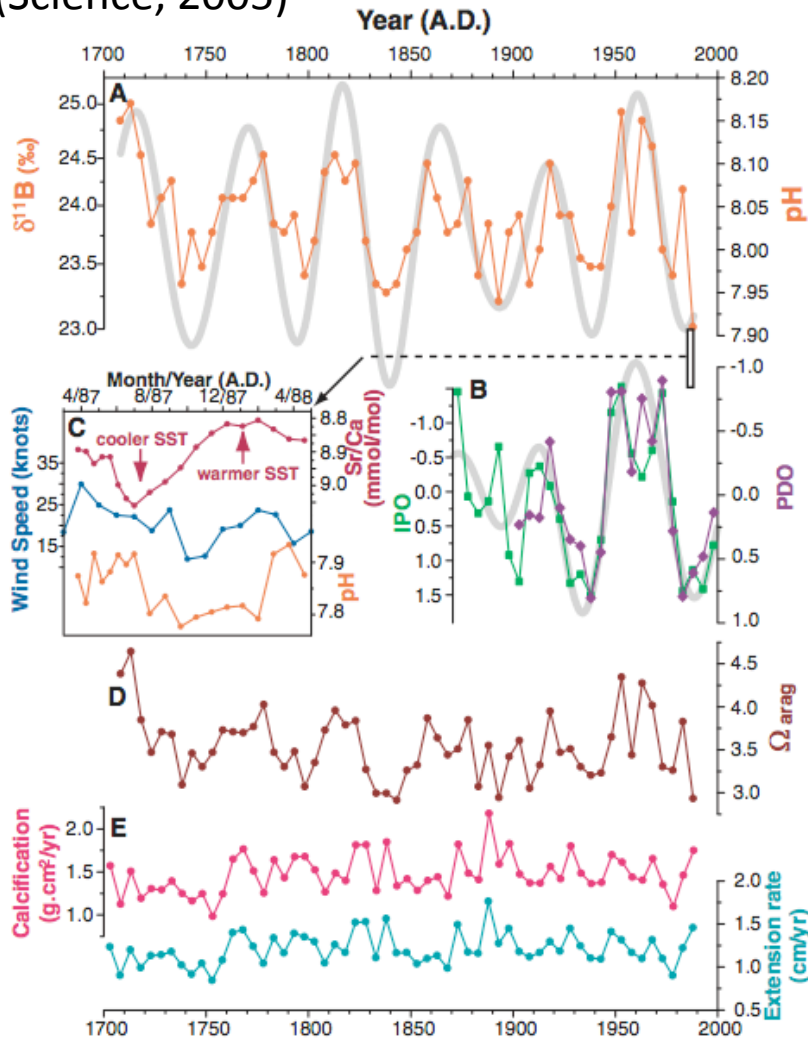 (Science, 2005)
Year (A.D.)
1700 1750 1800 1850 1900 1950 2000
A
δ11B (‰)
25.0
24.5
24.0
23.5
23.0
8.20
8.15
8.10
8.05
8.00
7.95
7.90
pH
Month/Year (A.D.)
4/87 8/87 12/87 4/88
C
cooler SST
warmer SST
Wind Speed (knots)
35
25
15
8.8
8.9
9.0
Sr/Ca
(mmol/mol)
7.9
7.8
pH
B
IPO
-1.0
-0.5
0.0
0.5
1.0
1.5
-1.0
-0.5
0.0
0.5
1.0
PDO
D
4.5
4.0
3.5
3.0
Ωarag
E
Calcification
(g.cm2/yr)
2.0
1.5
1.0
2.0
1.5
1.0
0.5
Extension rate
(cm/yr)
1700 1750 1800 1850 1900 1950 2000